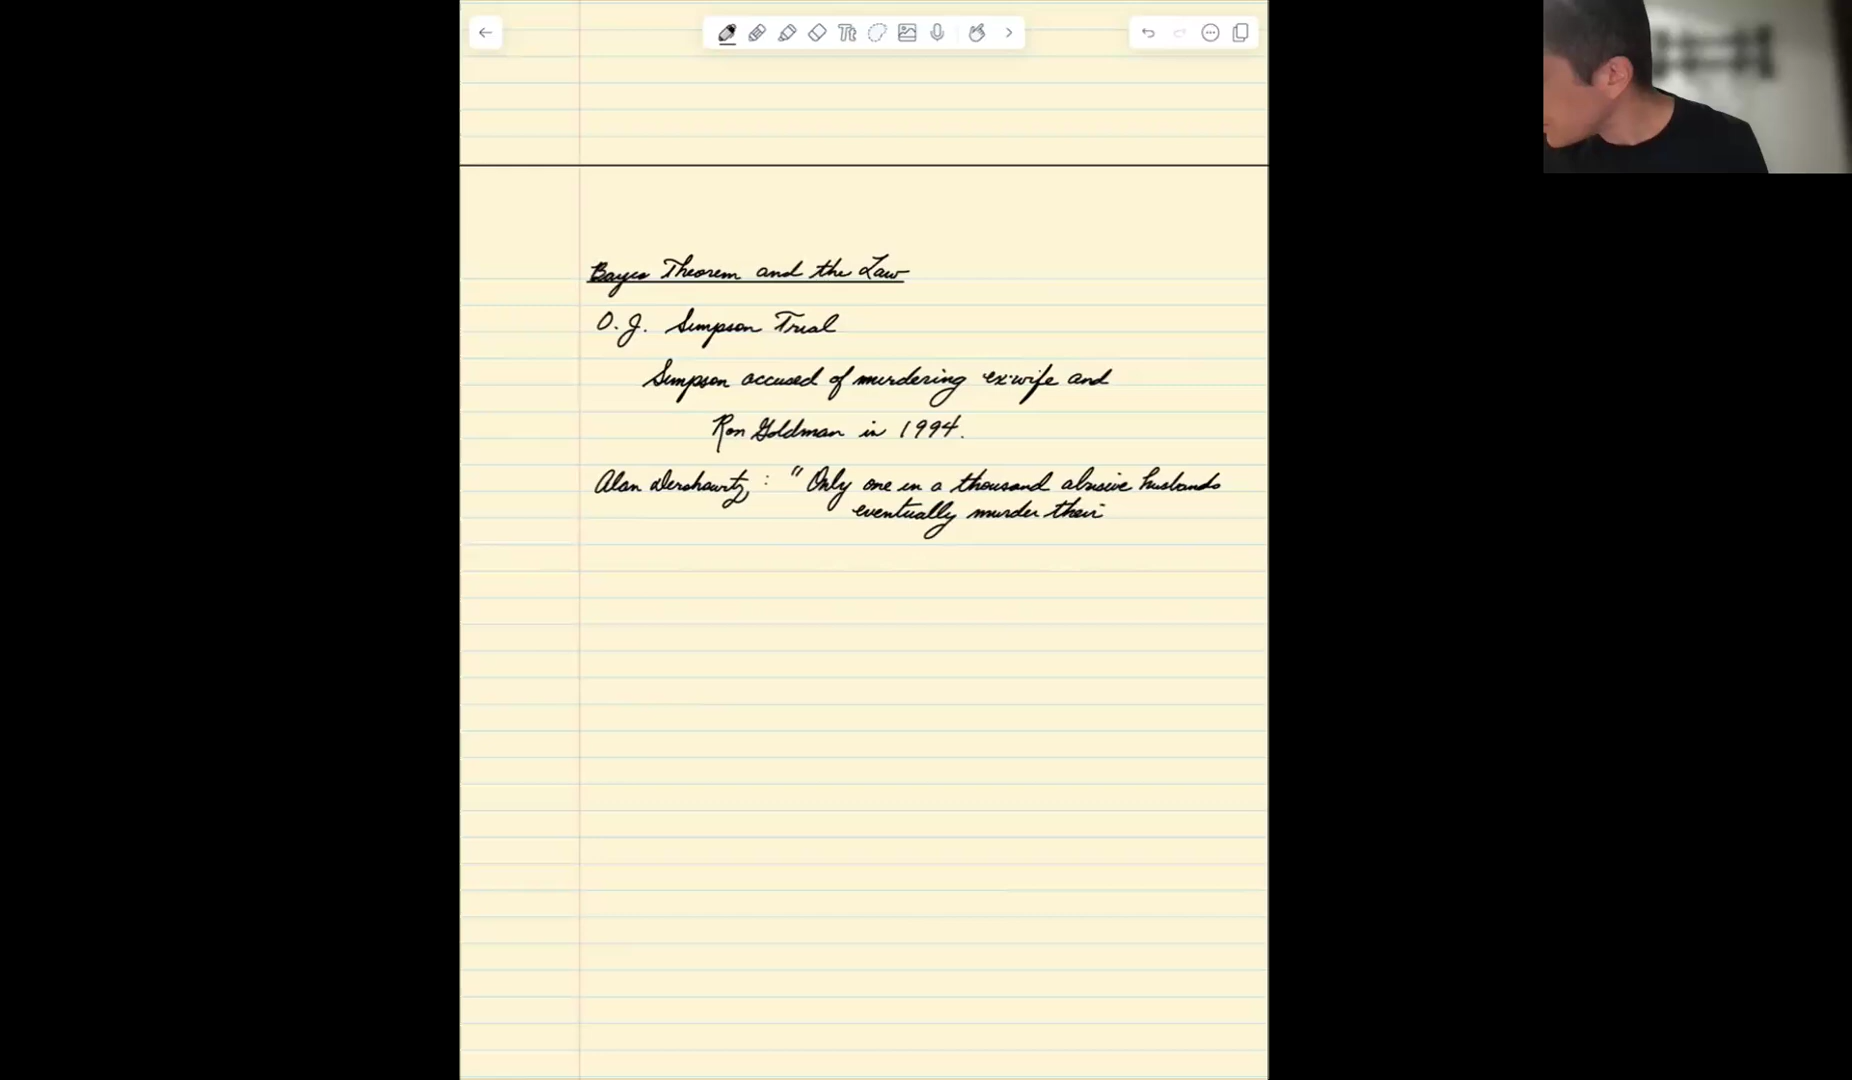 Bayes Theorem and the Law
O.J. Simpson Trial
Simpson accused of murdering ex-wife and
Ron Goldman in 1994.
Alan Dershowitz : " Only one in a thousand abusive husbands
eventually murder their